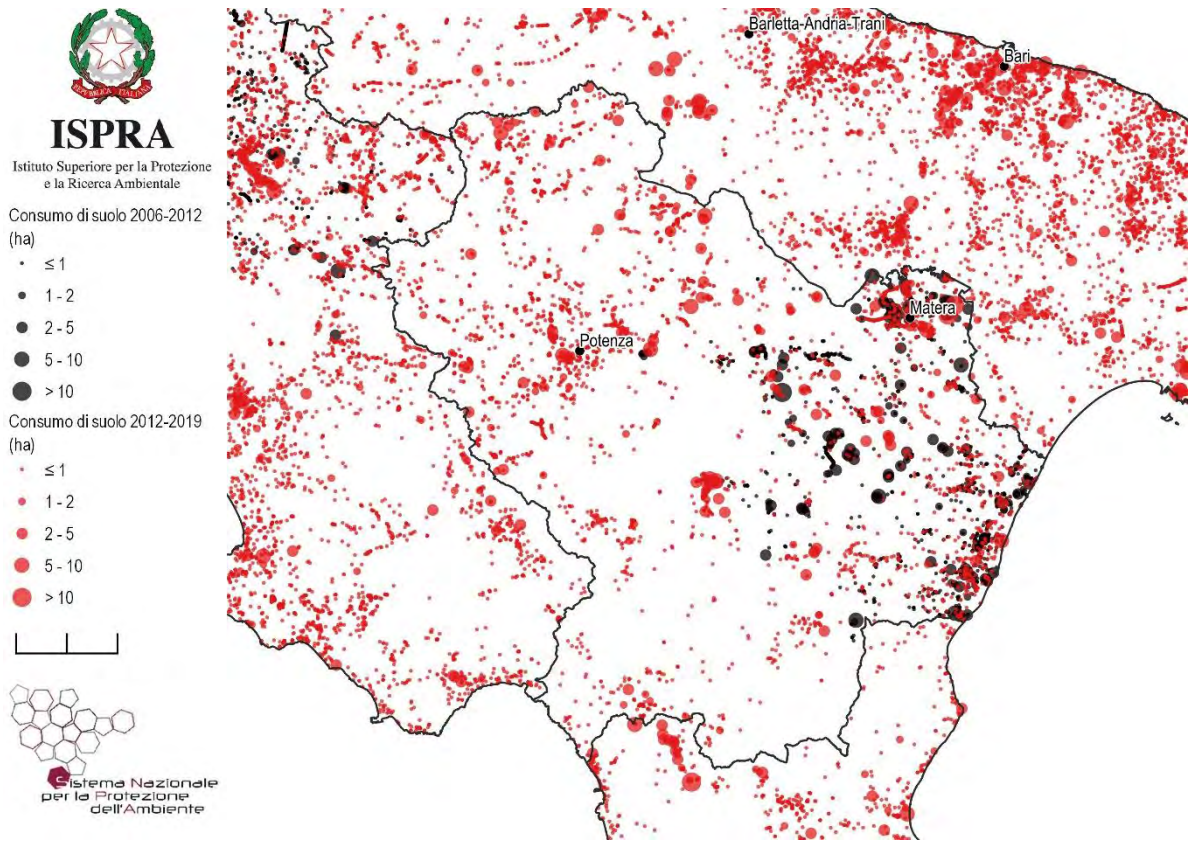 REPVBBLICA ITALIANA
ISPRA
Istituto Superiore per la Protezione
e la Ricerca Ambientale
Consumo di suolo 2006-2012
(ha)
≤ 1
1 - 2
2 - 5
5 - 10
> 10
Consumo di suolo 2012-2019
(ha)
≤ 1
1 - 2
2 - 5
5 - 10
> 10
Sistema Nazionale
per la Protezione
dell'Ambiente
Barletta-Andria-Trani
Bari
Matera
Potenza